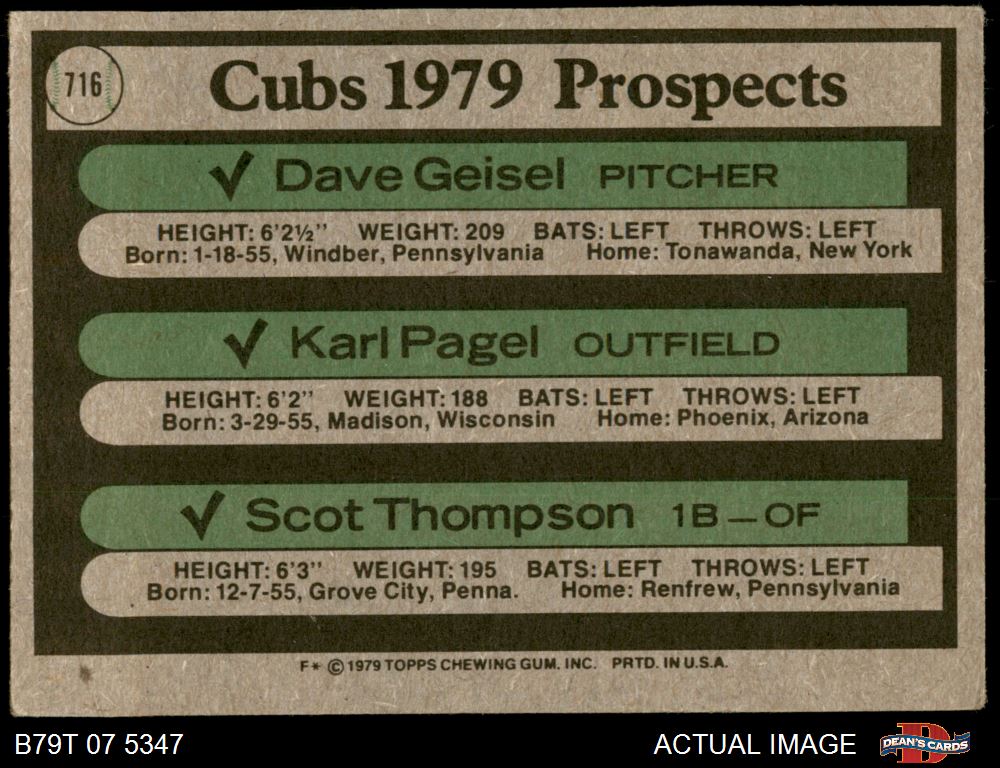 716
Cubs 1979 Prospects
✓ Dave Geisel PITCHER
HEIGHT: 6'2½" WEIGHT: 209 BATS: LEFT THROWS: LEFT
Born: 1-18-55, Windber, Pennsylvania Home: Tonawanda, New York
✓ Karl Pagel OUTFIELD
HEIGHT: 6'2" WEIGHT: 188 BATS: LEFT THROWS: LEFT
Born: 3-29-55, Madison, Wisconsin Home: Phoenix, Arizona
✓ Scot Thompson 1B—OF
HEIGHT: 6'3" WEIGHT: 195 BATS: LEFT THROWS: LEFT
Born: 12-7-55, Grove City, Penna. Home: Renfrew, Pennsylvania
F* © 1979 TOPPS CHEWING GUM. INC. PRTD. IN U.S.A.
B79T 07 5347
ACTUAL IMAGE
D
DEAN'S CARDS